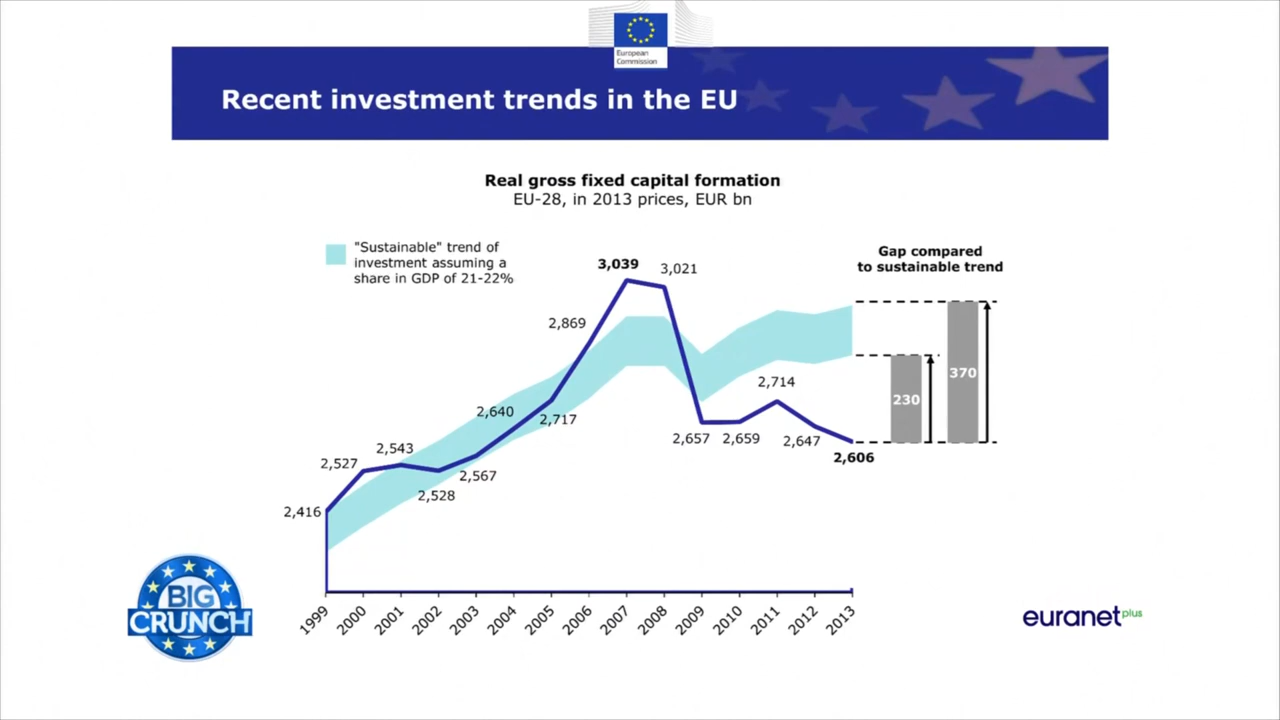 European
Commission
Recent investment trends in the EU
Real gross fixed capital formation
EU-28, in 2013 prices, EUR bn
"Sustainable" trend of
investment assuming a
share in GDP of 21-22%
Gap compared
to sustainable trend
2,416
2,527
2,543
2,528
2,567
2,640
2,717
2,869
3,039
3,021
2,657
2,659
2,714
2,647
2,606
230
370
1999
2000
2001
2002
2003
2004
2005
2006
2007
2008
2009
2010
2011
2012
2013
BIG
CRUNCH
euranet plus